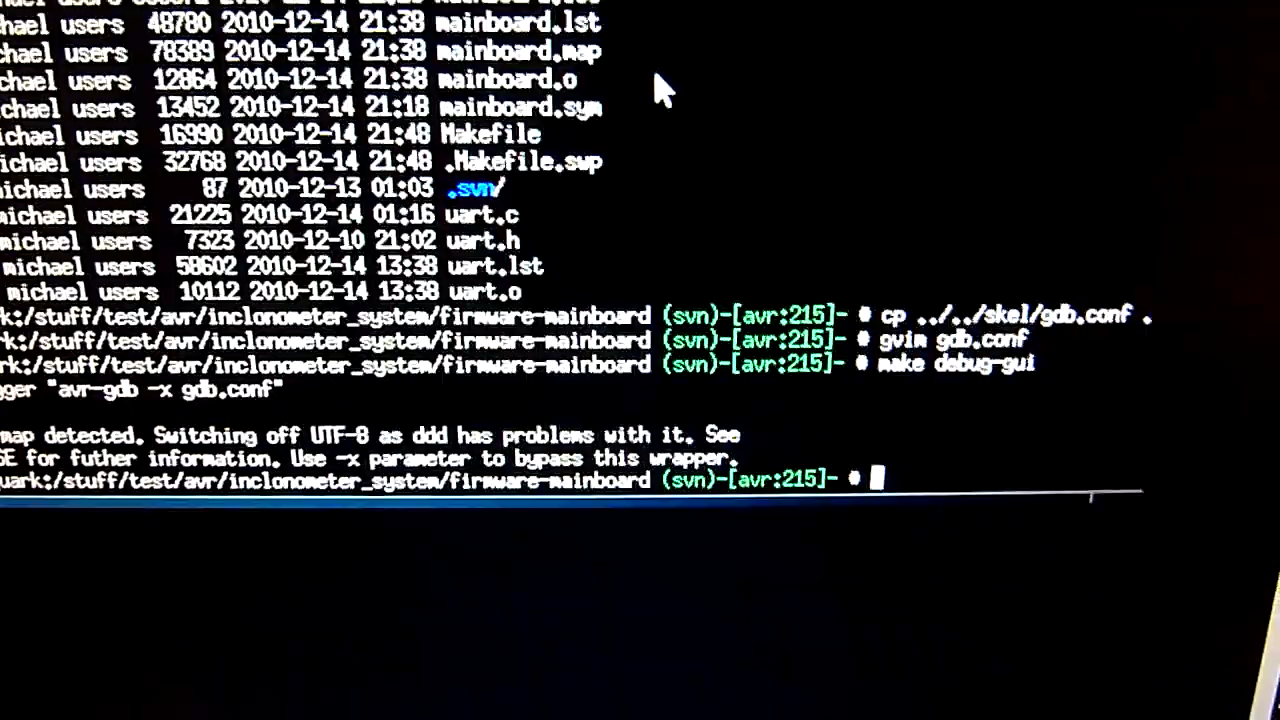 users 48780 2010-12-14 21:38 mainboard.lst
chael users 78389 2010-12-14 21:38 mainboard.map
chael users 12864 2010-12-14 21:38 mainboard.o
chael users 13452 2010-12-14 21:18 mainboard.sym
ichael users 16990 2010-12-14 21:48 Makefile
ichael users 32768 2010-12-14 21:48 .Makefile.swp
michael users 87 2010-12-13 01:03 .svn/
michael users 21225 2010-12-14 01:16 uart.c
michael users 7323 2010-12-10 21:02 uart.h
michael users 58602 2010-12-14 13:38 uart.lst
michael users 10112 2010-12-14 13:38 uart.o
k:/stuff/test/avr/inclonometer_system/firmware-mainboard (svn)-[avr:215]- # cp ../../skel/gdb.conf .
rk:/stuff/test/avr/inclonometer_system/firmware-mainboard (svn)-[avr:215]- # gvim gdb.conf
rk:/stuff/test/avr/inclonometer_system/firmware-mainboard (svn)-[avr:215]- # make debug-gui
gger "avr-gdb -x gdb.conf"
map detected. Switching off UTF-8 as ddd has problems with it. See
SE for futher information. Use -x parameter to bypass this wrapper.
uark:/stuff/test/avr/inclonometer_system/firmware-mainboard (svn)-[avr:215]- #